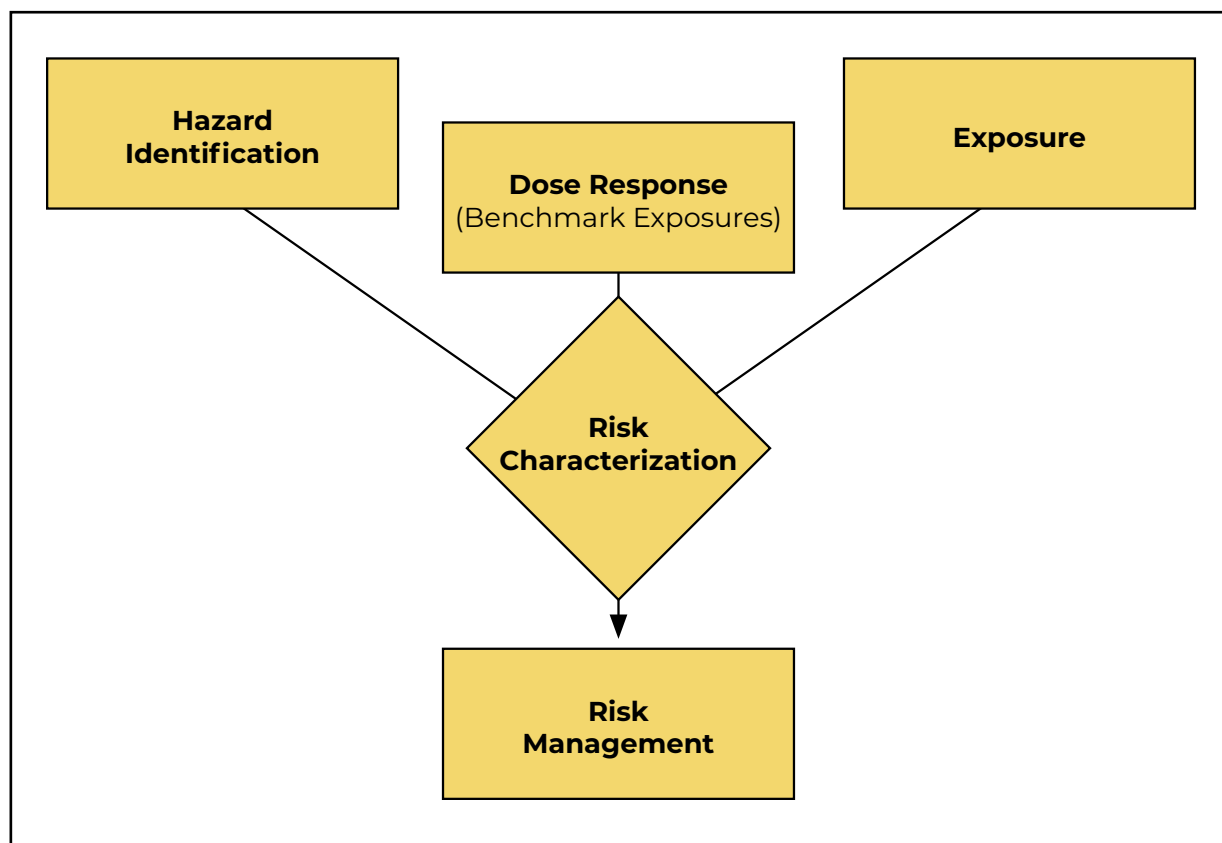 Hazard
Identification
Dose Response
(Benchmark Exposures)
Exposure
Risk
Characterization
Risk
Management